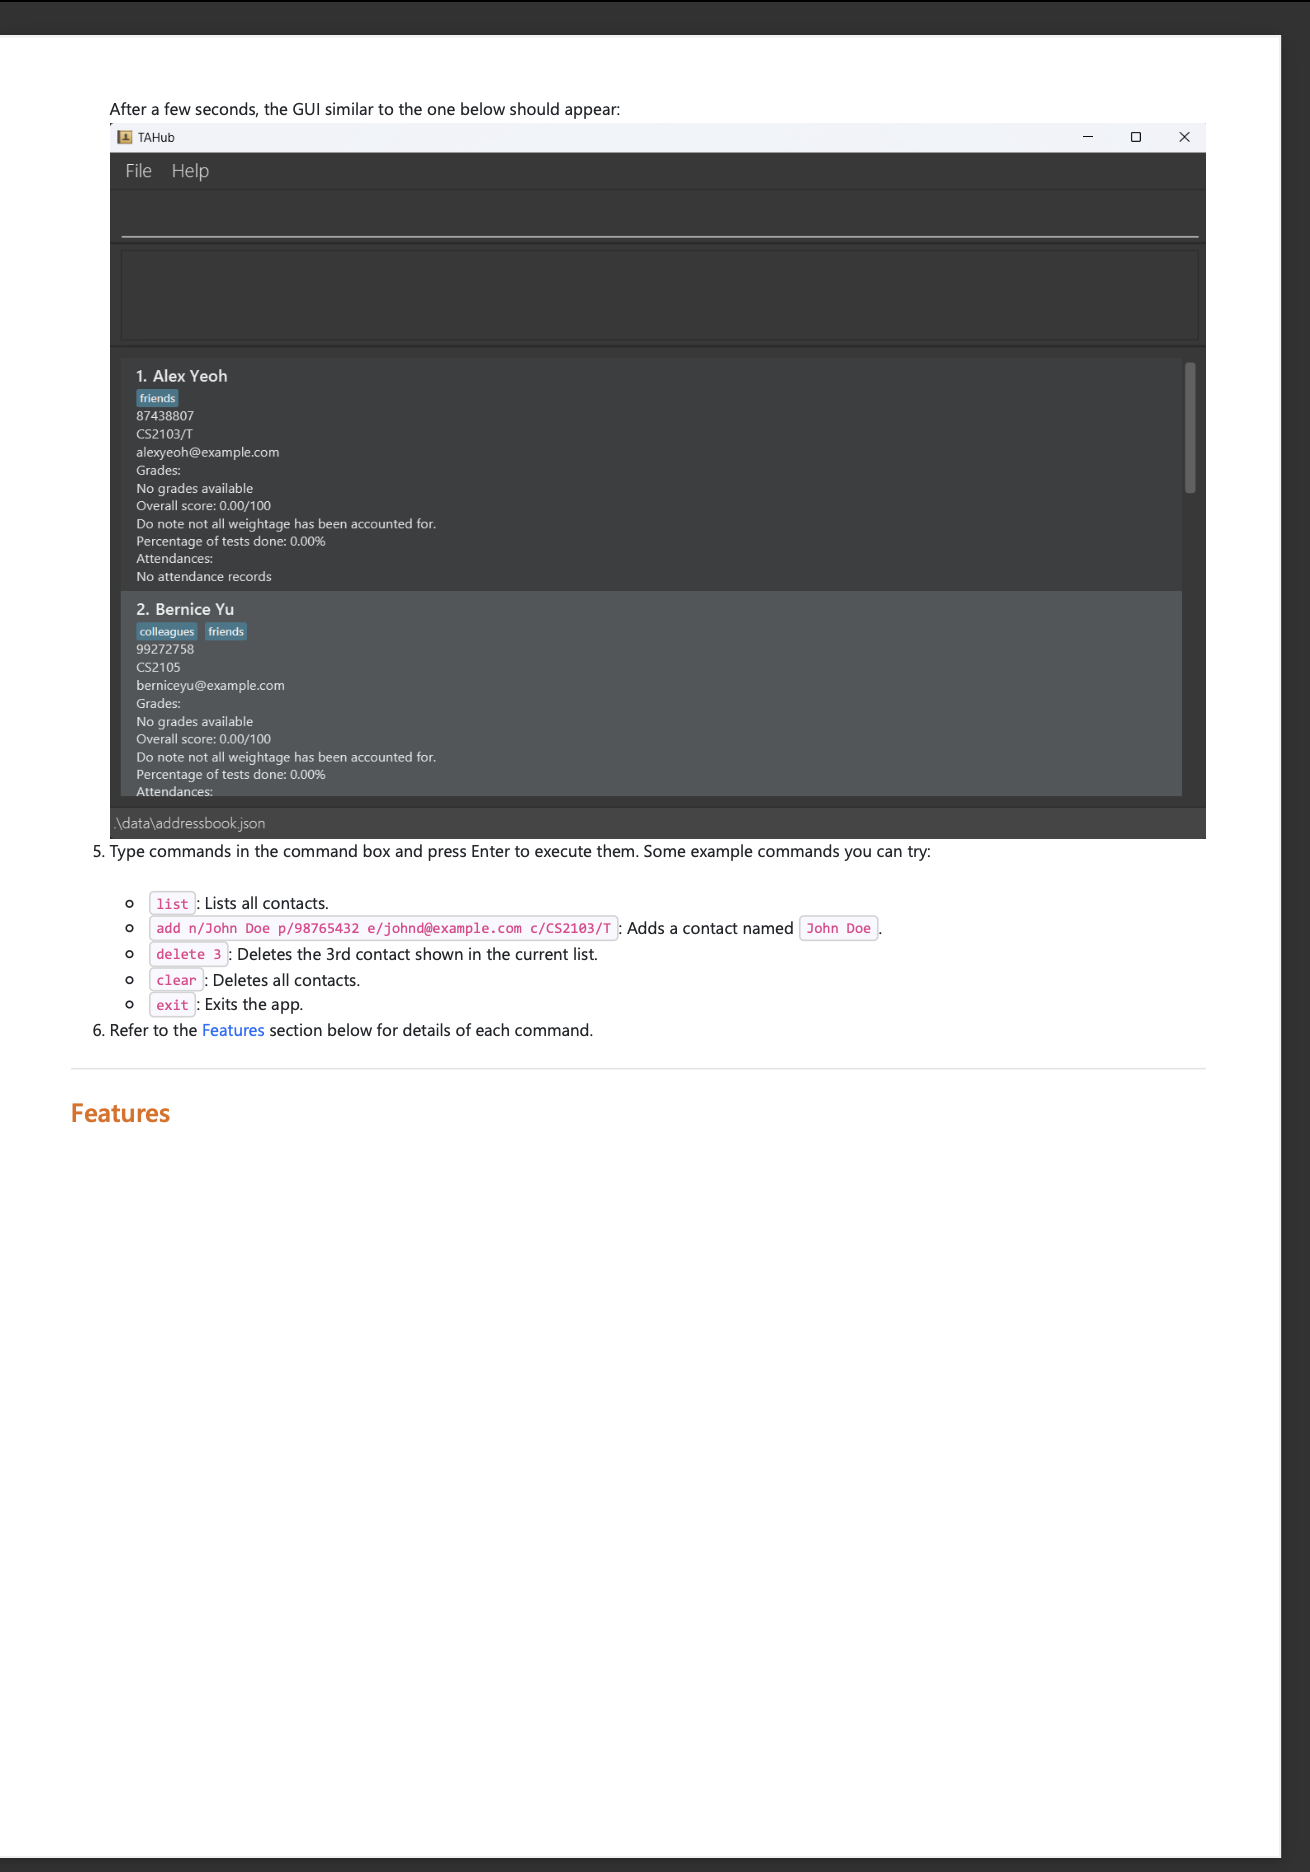 After a few seconds, the GUI similar to the one below should appear:
TAHub
File Help
1. Alex Yeoh
friends
87438807
CS2103/T
alexyeoh@example.com
Grades:
No grades available
Overall score: 0.00/100
Do note not all weightage has been accounted for.
Percentage of tests done: 0.00%
Attendances:
No attendance records
2. Bernice Yu
colleagues friends
99272758
CS2105
berniceyu@example.com
Grades:
No grades available
Overall score: 0.00/100
Do note not all weightage has been accounted for.
Percentage of tests done: 0.00%
Attendances:
.\data\addressbook.json
5. Type commands in the command box and press Enter to execute them. Some example commands you can try:
list : Lists all contacts.
add n/John Doe p/98765432 e/johnd@example.com c/CS2103/T : Adds a contact named John Doe .
delete 3 : Deletes the 3rd contact shown in the current list.
clear : Deletes all contacts.
exit : Exits the app.
6. Refer to the Features section below for details of each command.
Features